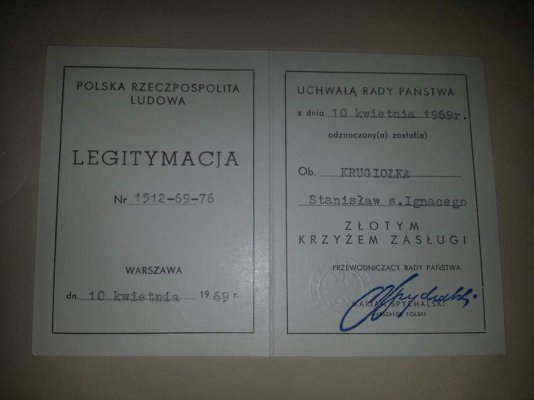 POLSKA RZECZPOSPOLITA
LUDOWA
LEGITYMACJA
Nr 1512-69-76
WARSZAWA
dn. 10 kwietnia 1969 r.
UCHWAŁĄ RADY PAŃSTWA
z dnia 10 kwietnia 1969r.
odznaczony(a) został(a)
Ob. KRUGIOŁKA
Stanisław s.Ignacego
ZŁOTYM
KRZYŻEM ZASŁUGI
PRZEWODNICZĄCY RADY PAŃSTWA
MARIAN SPYCHALSKI
MARSZAŁEK POLSKI